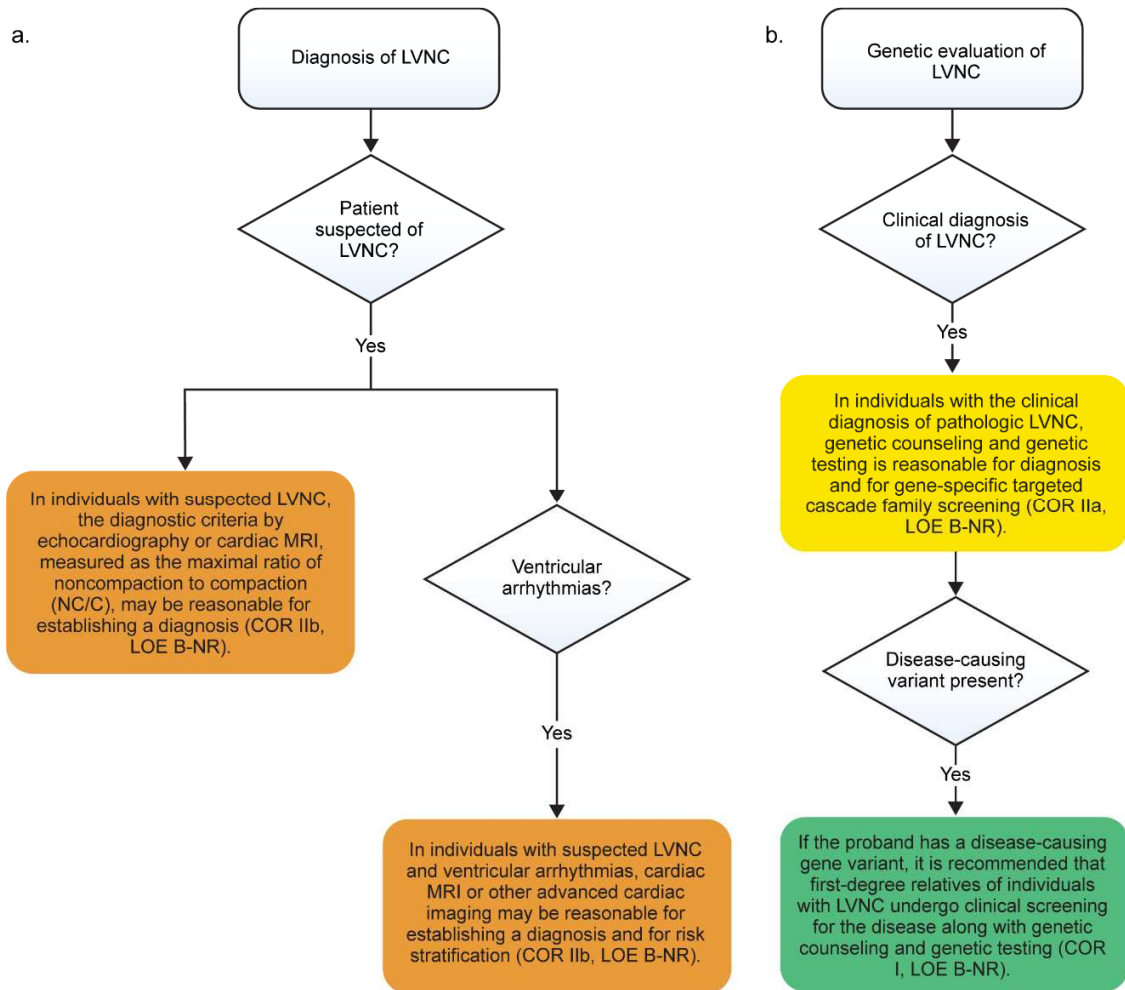 a.
Diagnosis of LVNC
Patient
suspected of
LVNC?
Yes
In individuals with suspected LVNC,
the diagnostic criteria by
echocardiography or cardiac MRI,
measured as the maximal ratio of
noncompaction to compaction
(NC/C), may be reasonable for
establishing a diagnosis (COR IIb,
LOE B-NR).
Ventricular
arrhythmias?
Yes
In individuals with suspected LVNC
and ventricular arrhythmias, cardiac
MRI or other advanced cardiac
imaging may be reasonable for
establishing a diagnosis and for risk
stratification (COR IIb, LOE B-NR).
b.
Genetic evaluation of
LVNC
Clinical diagnosis
of LVNC?
Yes
In individuals with the clinical
diagnosis of pathologic LVNC,
genetic counseling and genetic
testing is reasonable for diagnosis
and for gene-specific targeted
cascade family screening (COR IIa,
LOE B-NR).
Disease-causing
variant present?
Yes
If the proband has a disease-causing
gene variant, it is recommended that
first-degree relatives of individuals
with LVNC undergo clinical screening
for the disease along with genetic
counseling and genetic testing (COR
I, LOE B-NR).